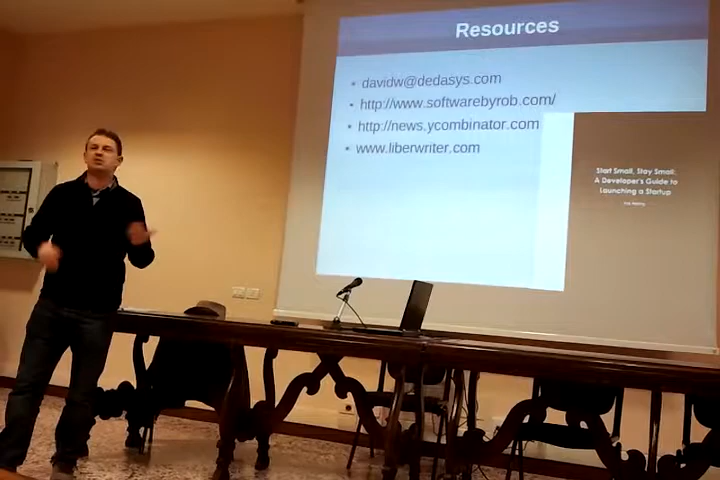 Resources
davidw@dedasys.com
http://www.softwarebyrob.com/
http://news.ycombinator.com
www.liberwriter.com
Start Small, Stay Small:
A Developer's Guide to
Launching a Startup